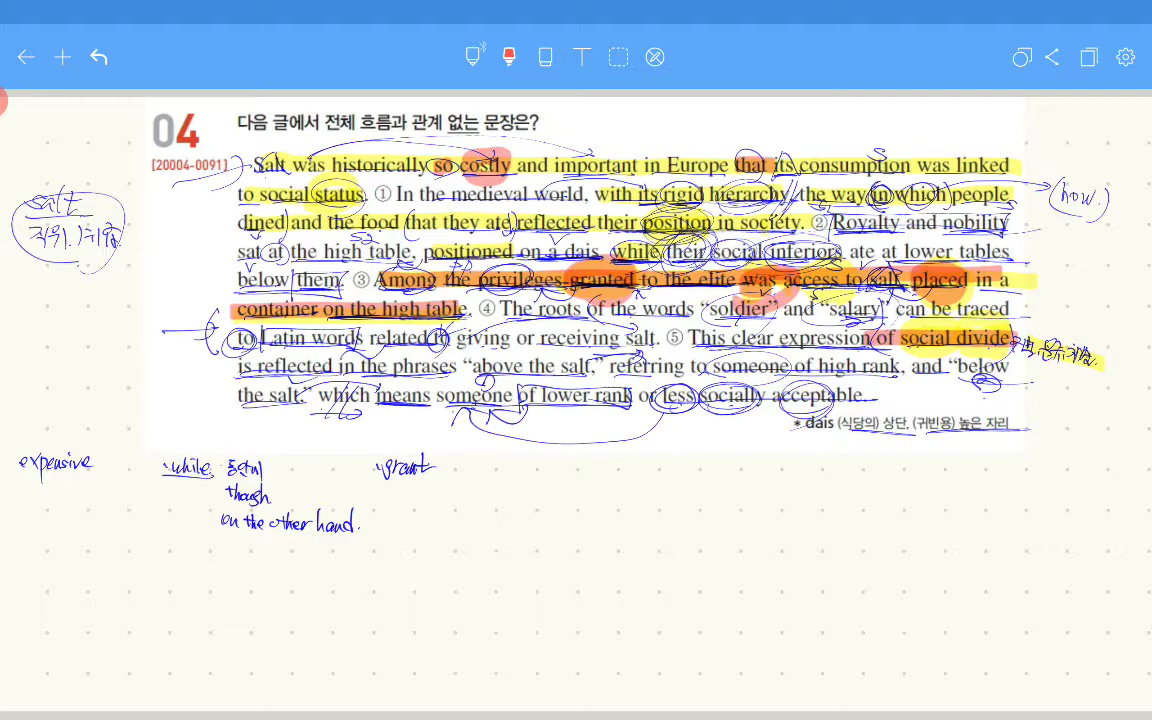 04
다음 글에서 전체 흐름과 관계 없는 문장은?
[20004-0091]
Salt was historically so costly and important in Europe that its consumption was linked
to social status. ① In the medieval world, with its rigid hierarchy, the way in which people
dined and the food that they ate reflected their position in society. ② Royalty and nobility
sat at the high table, positioned on a dais, while their social inferiors ate at lower tables
below them. ③ Among the privileges granted to the elite was access to salt, placed in a
container on the high table. ④ The roots of the words “soldier” and “salary” can be traced
to Latin words related to giving or receiving salt. ⑤ This clear expression of social divide
is reflected in the phrases “above the salt,” referring to someone of high rank, and “below
the salt,” which means someone of lower rank or less socially acceptable.
* dais (식당의) 상단, (귀빈용) 높은 자리
salt
(how.)
S2
expensive
while 동안에
though
on the other hand.
grant